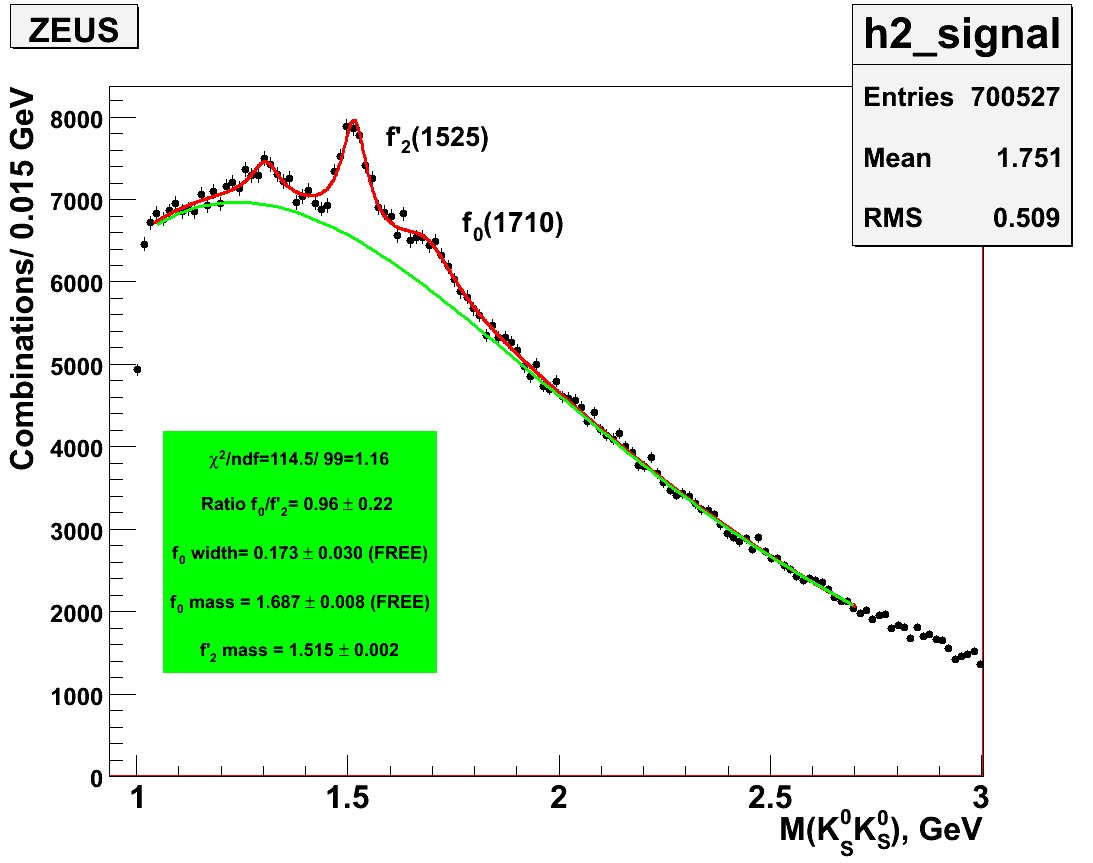 ZEUS
h2_signal
Entries 700527
Mean 1.751
RMS 0.509
Combinations/ 0.015 GeV
8000
7000
6000
5000
4000
3000
2000
1000
0
f'₂(1525)
f₀(1710)
χ²/ndf=114.5/ 99=1.16
Ratio f₀/f'₂= 0.96 ± 0.22
f₀ width= 0.173 ± 0.030 (FREE)
f₀ mass = 1.687 ± 0.008 (FREE)
f'₂ mass = 1.515 ± 0.002
1 1.5 2 2.5 3
M(K⁰_S K⁰_S), GeV